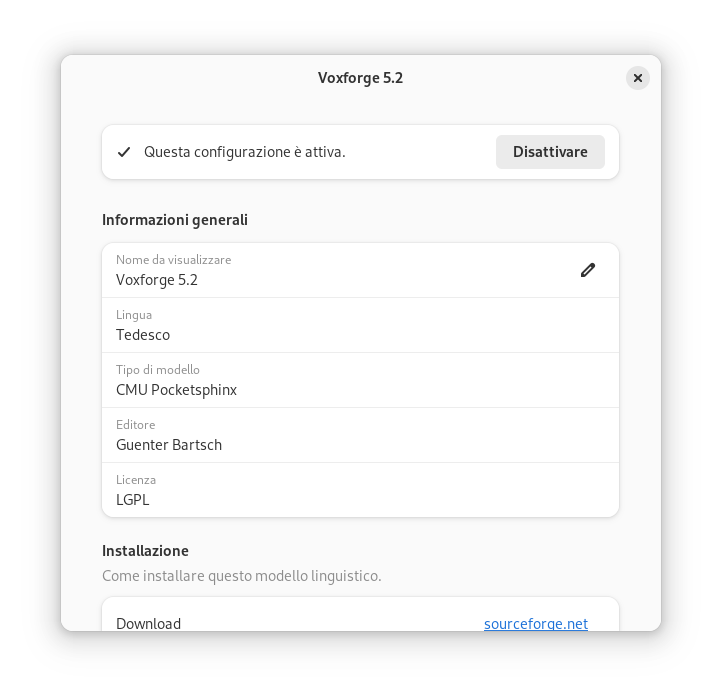 Voxforge 5.2
Questa configurazione è attiva.
Disattivare
Informazioni generali
Nome da visualizzare
Voxforge 5.2
Lingua
Tedesco
Tipo di modello
CMU Pocketsphinx
Editore
Guenter Bartsch
Licenza
LGPL
Installazione
Come installare questo modello linguistico.
Download
sourceforge.net